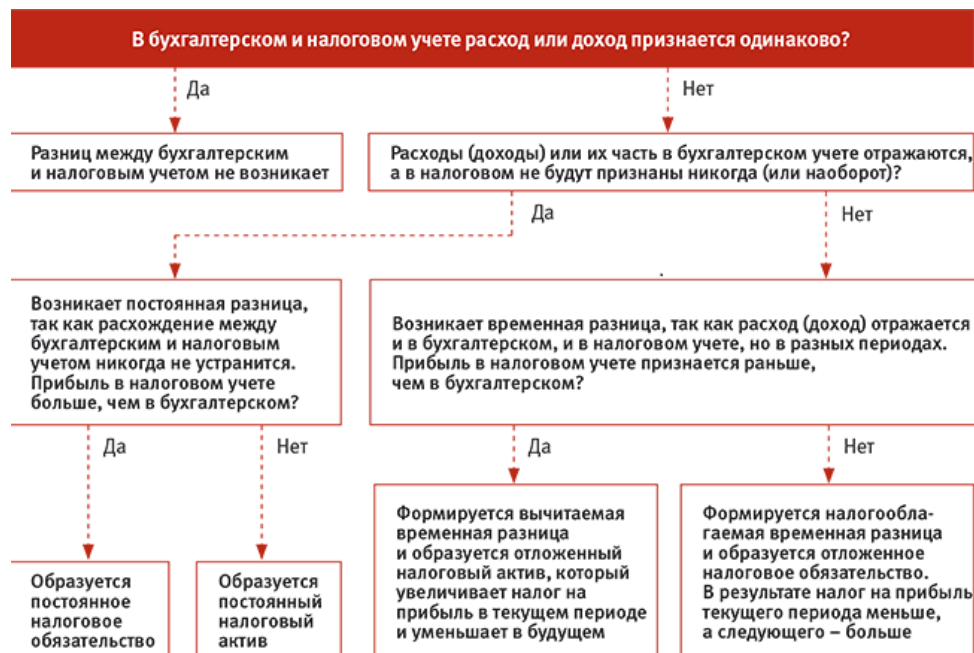 В бухгалтерском и налоговом учете расход или доход признается одинаково?
Да
Нет
Разниц между бухгалтерским
и налоговым учетом не возникает
Расходы (доходы) или их часть в бухгалтерском учете отражаются,
а в налоговом не будут признаны никогда (или наоборот)?
Да
Нет
Возникает постоянная разница,
так как расхождение между
бухгалтерским и налоговым
учетом никогда не устранится.
Прибыль в налоговом учете
больше, чем в бухгалтерском?
Возникает временная разница, так как расход (доход) отражается
и в бухгалтерском, и в налоговом учете, но в разных периодах.
Прибыль в налоговом учете признается раньше,
чем в бухгалтерском?
Да
Нет
Да
Нет
Образуется
постоянное
налоговое
обязательство
Образуется
постоянный
налоговый
актив
Формируется вычитаемая
временная разница
и образуется отложенный
налоговый актив, который
увеличивает налог на
прибыль в текущем периоде
и уменьшает в будущем
Формируется налогообла-
гаемая временная разница
и образуется отложенное
налоговое обязательство.
В результате налог на прибыль
текущего периода меньше,
а следующего – больше